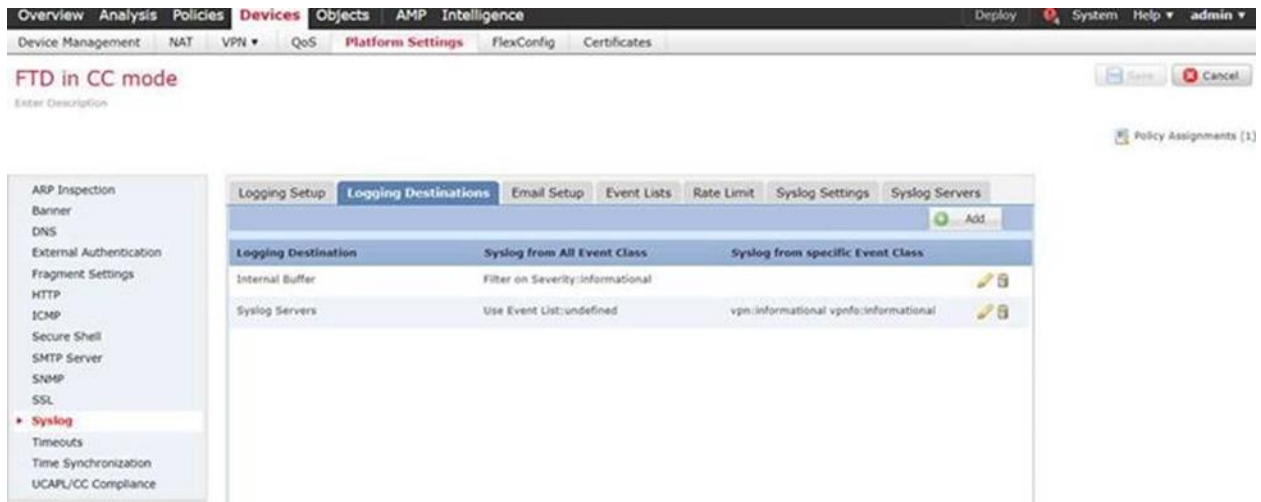 Overview Analysis Policies Devices Objects AMP Intelligence Deploy System Help admin
Device Management NAT VPN QoS Platform Settings FlexConfig Certificates
FTD in CC mode
Save Cancel
Enter Description
Policy Assignments (1)
ARP Inspection
Banner
DNS
External Authentication
Fragment Settings
HTTP
ICMP
Secure Shell
SMTP Server
SNMP
SSL
Syslog
Timeouts
Time Synchronization
UCAPL/CC Compliance
Logging Setup Logging Destinations Email Setup Event Lists Rate Limit Syslog Settings Syslog Servers
Add
Logging Destination Syslog from All Event Class Syslog from specific Event Class
Internal Buffer Filter on Severity:informational
Syslog Servers Use Event List:undefined vpn:informational vpnfo:informational